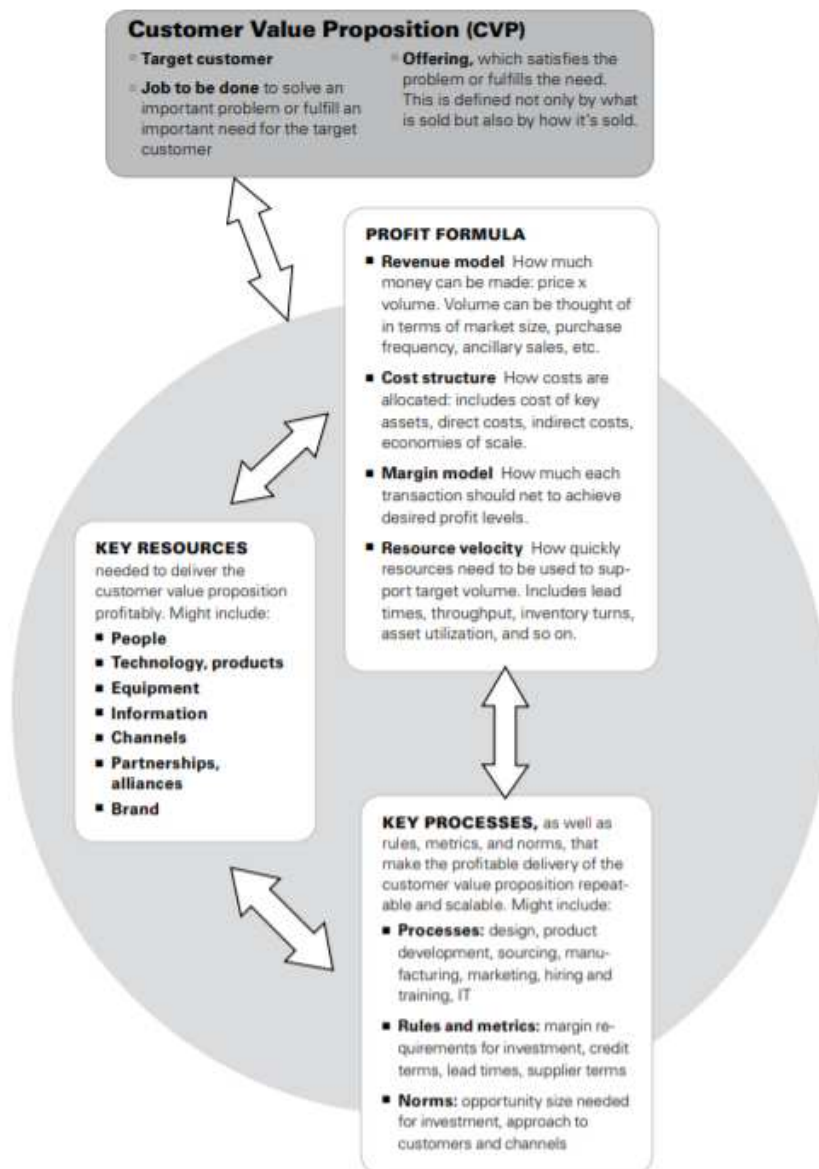 Customer Value Proposition (CVP)
▫ Target customer
▫ Job to be done to solve an
important problem or fulfill an
important need for the target
customer
▫ Offering, which satisfies the
problem or fulfills the need.
This is defined not only by what
is sold but also by how it's sold.
PROFIT FORMULA
▪ Revenue model How much
money can be made: price x
volume. Volume can be thought of
in terms of market size, purchase
frequency, ancillary sales, etc.
▪ Cost structure How costs are
allocated: includes cost of key
assets, direct costs, indirect costs,
economies of scale.
▪ Margin model How much each
transaction should net to achieve
desired profit levels.
▪ Resource velocity How quickly
resources need to be used to sup-
port target volume. Includes lead
times, throughput, inventory turns,
asset utilization, and so on.
KEY RESOURCES
needed to deliver the
customer value proposition
profitably. Might include:
▪ People
▪ Technology, products
▪ Equipment
▪ Information
▪ Channels
▪ Partnerships,
alliances
▪ Brand
KEY PROCESSES, as well as
rules, metrics, and norms, that
make the profitable delivery of the
customer value proposition repeat-
able and scalable. Might include:
▪ Processes: design, product
development, sourcing, manu-
facturing, marketing, hiring and
training, IT
▪ Rules and metrics: margin re-
quirements for investment, credit
terms, lead times, supplier terms
▪ Norms: opportunity size needed
for investment, approach to
customers and channels